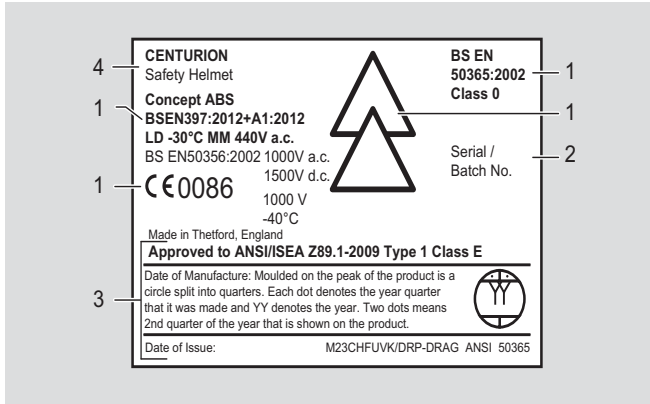 CENTURION
Safety Helmet
Concept ABS
BSEN397:2012+A1:2012
LD -30°C MM 440V a.c.
BS EN50356:2002 1000V a.c.
1500V d.c.
CE0086
1000 V
-40°C
Made in Thetford, England
BS EN
50365:2002
Class 0
Serial /
Batch No.
Approved to ANSI/ISEA Z89.1-2009 Type 1 Class E
Date of Manufacture: Moulded on the peak of the product is a
circle split into quarters. Each dot denotes the year quarter
that it was made and YY denotes the year. Two dots means
2nd quarter of the year that is shown on the product.
YY
Date of Issue: M23CHFUVK/DRP-DRAG ANSI 50365
4
1
1
3
1
1
2